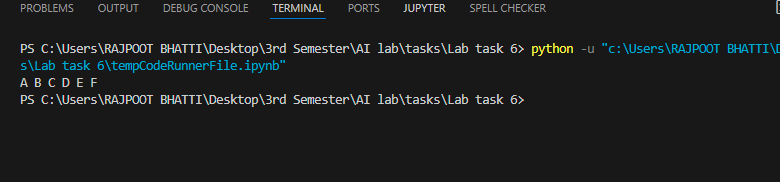 PROBLEMS OUTPUT DEBUG CONSOLE TERMINAL PORTS JUPYTER SPELL CHECKER
PS C:\Users\RAJPOOT BHATTI\Desktop\3rd Semester\AI lab\tasks\Lab task 6> python -u "c:\Users\RAJPOOT BHATTI\D
s\Lab task 6\tempCodeRunnerFile.ipynb"
A B C D E F
PS C:\Users\RAJPOOT BHATTI\Desktop\3rd Semester\AI lab\tasks\Lab task 6>